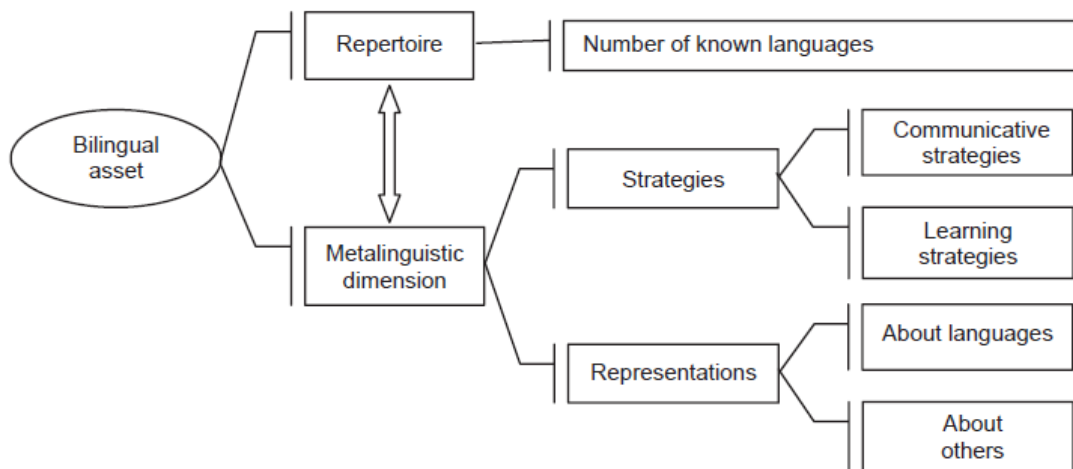 Repertoire
Number of known languages
Bilingual
asset
Communicative
strategies
Strategies
Learning
strategies
Metalinguistic
dimension
About languages
Representations
About
others